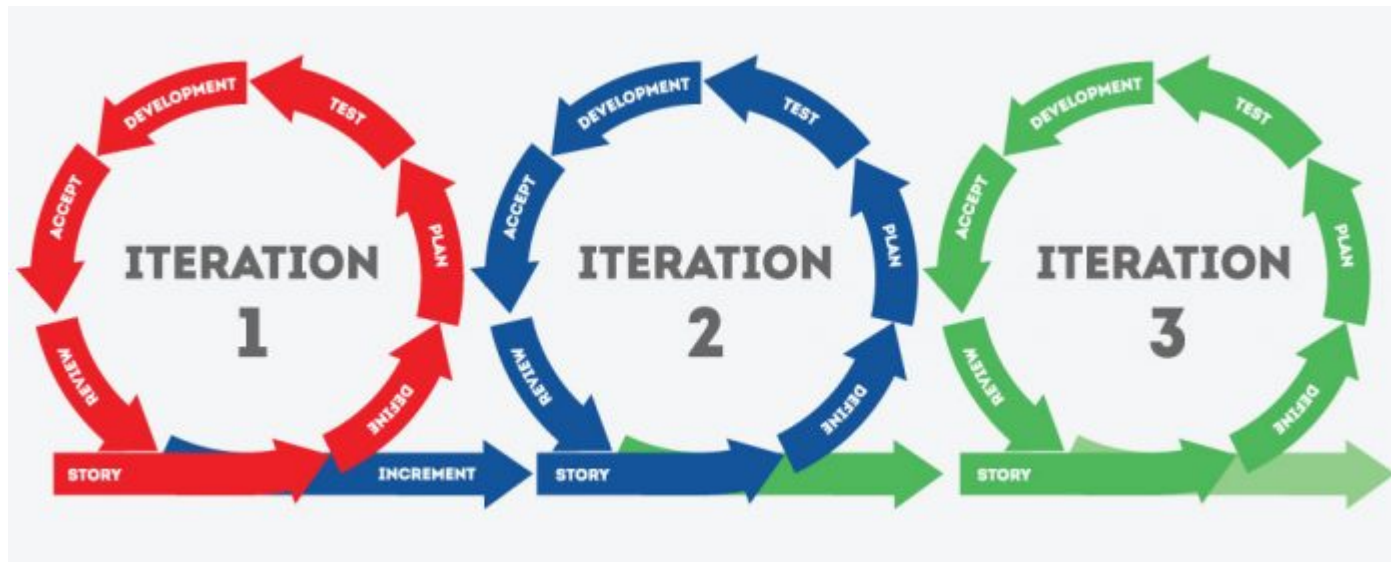 DEVELOPMENT
TEST
ACCEPT
PLAN
ITERATION
1
REVIEW
DEFINE
STORY
INCREMENT
DEVELOPMENT
TEST
ACCEPT
PLAN
ITERATION
2
REVIEW
DEFINE
STORY
DEVELOPMENT
TEST
ACCEPT
PLAN
ITERATION
3
REVIEW
DEFINE
STORY